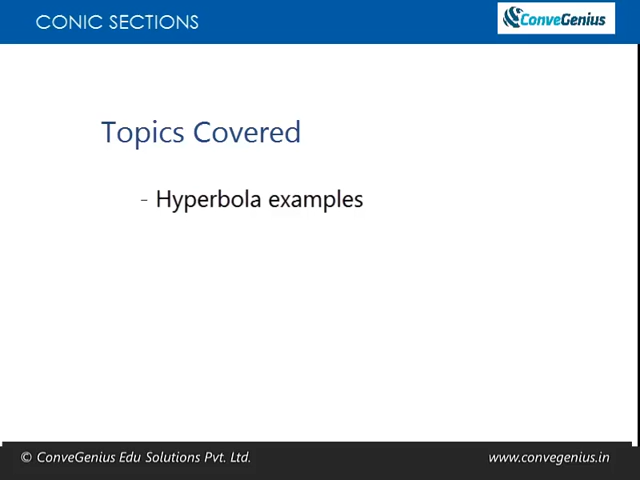 CONIC SECTIONS
ConveGenius
Topics Covered
- Hyperbola examples
© ConveGenius Edu Solutions Pvt. Ltd.
www.convegenius.in